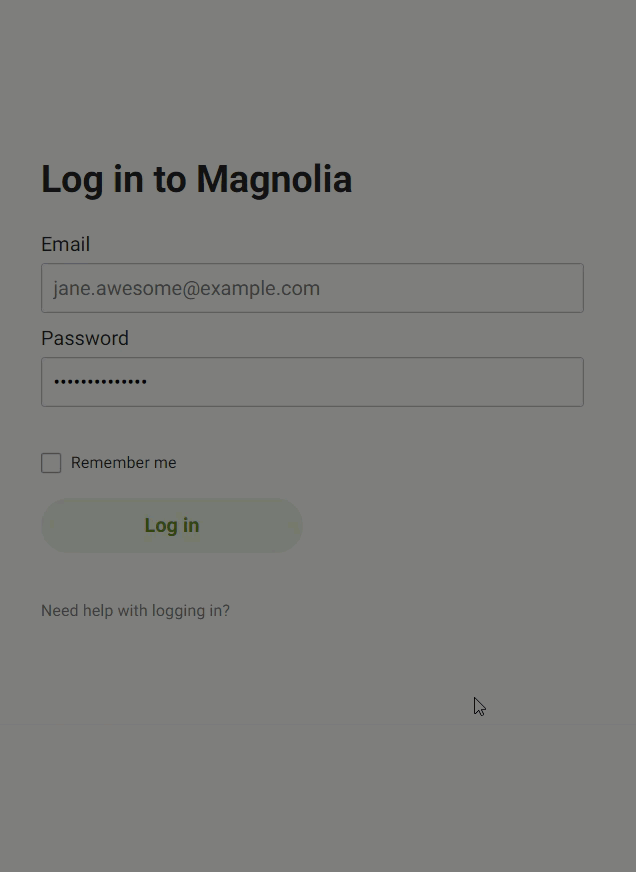 Log in to Magnolia
Email
jane.awesome@example.com
Password
••••••••••••••
Remember me
Log in
Need help with logging in?